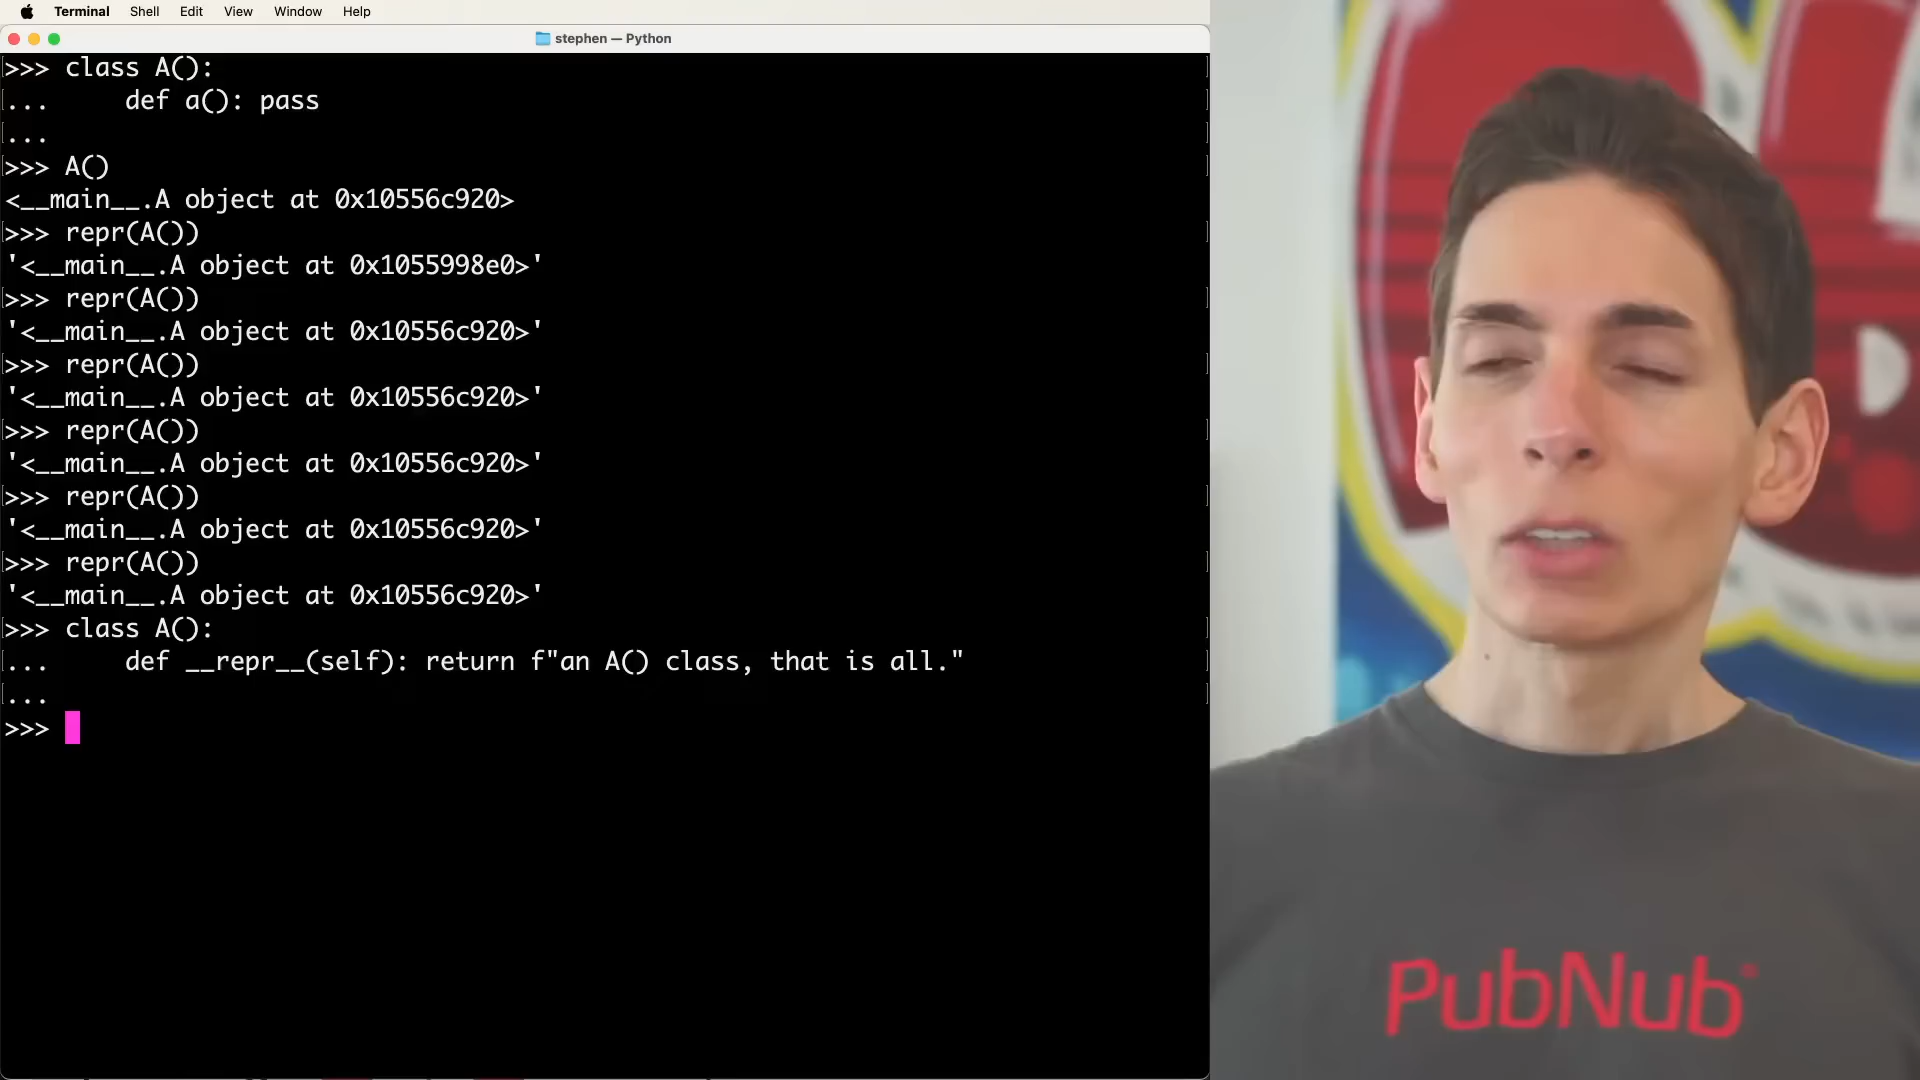 Terminal Shell Edit View Window Help
stephen — Python
>>> class A():
...     def a(): pass
...
>>> A()
<__main__.A object at 0x10556c920>
>>> repr(A())
'<__main__.A object at 0x1055998e0>'
>>> repr(A())
'<__main__.A object at 0x10556c920>'
>>> repr(A())
'<__main__.A object at 0x10556c920>'
>>> repr(A())
'<__main__.A object at 0x10556c920>'
>>> repr(A())
'<__main__.A object at 0x10556c920>'
>>> repr(A())
'<__main__.A object at 0x10556c920>'
>>> class A():
...     def __repr__(self): return f"an A() class, that is all."
...
>>>
PubNub